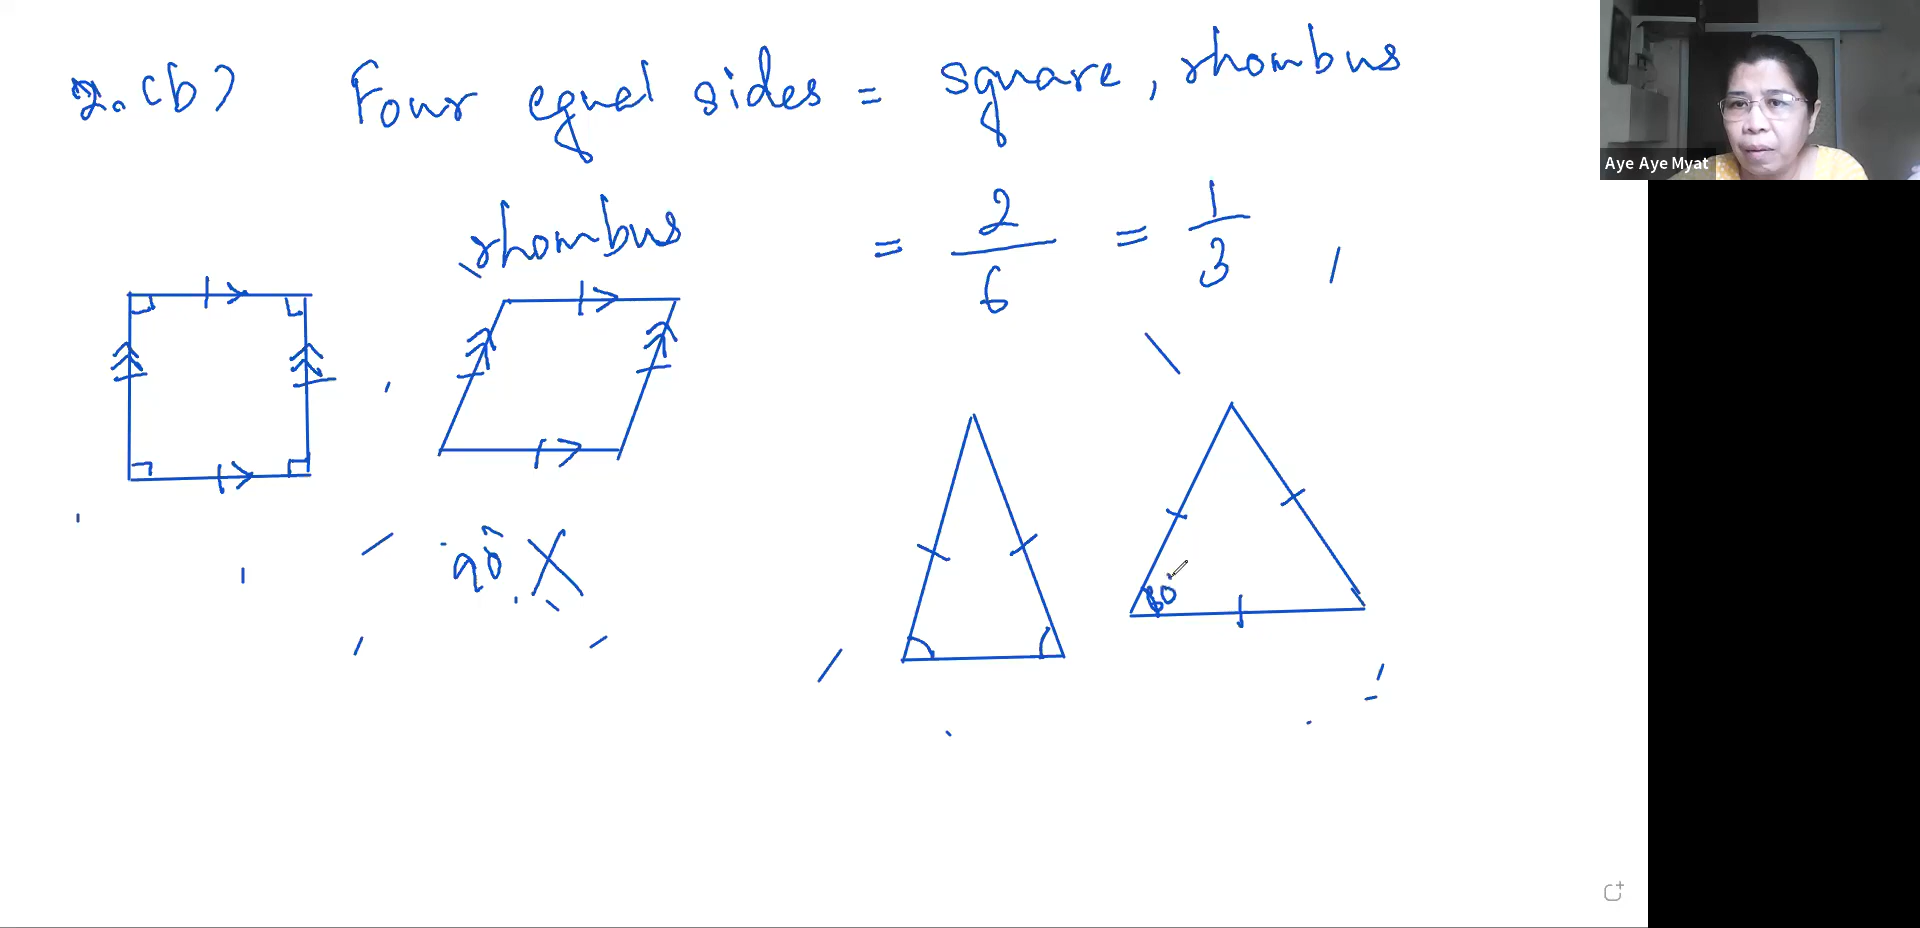 2. (b) Four equal sides = square, rhombus
= 2/6 = 1/3
rhombus
90° X
60°
Aye Aye Myat